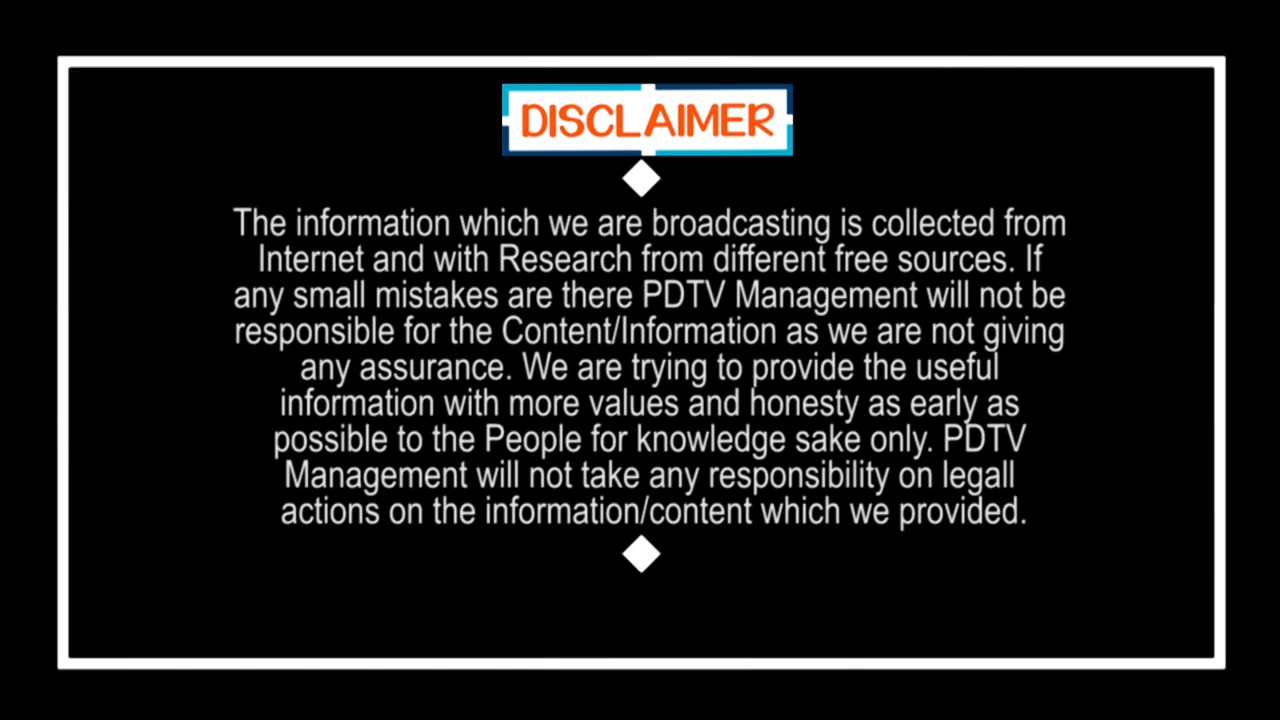 DISCLAIMER
The information which we are broadcasting is collected from
Internet and with Research from different free sources. If
any small mistakes are there PDTV Management will not be
responsible for the Content/Information as we are not giving
any assurance. We are trying to provide the useful
information with more values and honesty as early as
possible to the People for knowledge sake only. PDTV
Management will not take any responsibility on legall
actions on the information/content which we provided.